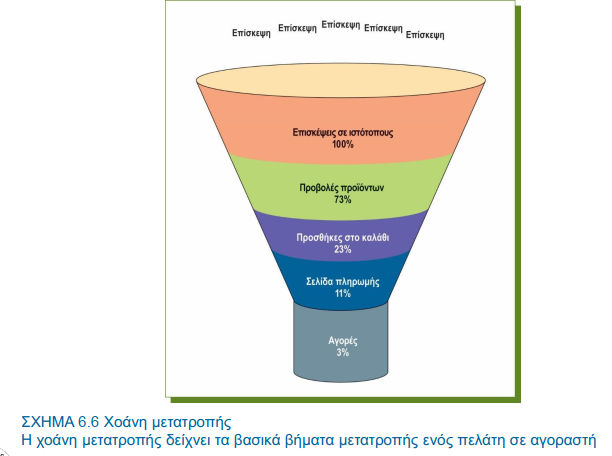 Επίσκεψη Επίσκεψη Επίσκεψη Επίσκεψη Επίσκεψη
Επισκέψεις σε ιστότοπους
100%
Προβολές προϊόντων
73%
Προσθήκες στο καλάθι
23%
Σελίδα πληρωμής
11%
Αγορές
3%
ΣΧΗΜΑ 6.6 Χοάνη μετατροπής
Η χοάνη μετατροπής δείχνει τα βασικά βήματα μετατροπής ενός πελάτη σε αγοραστή